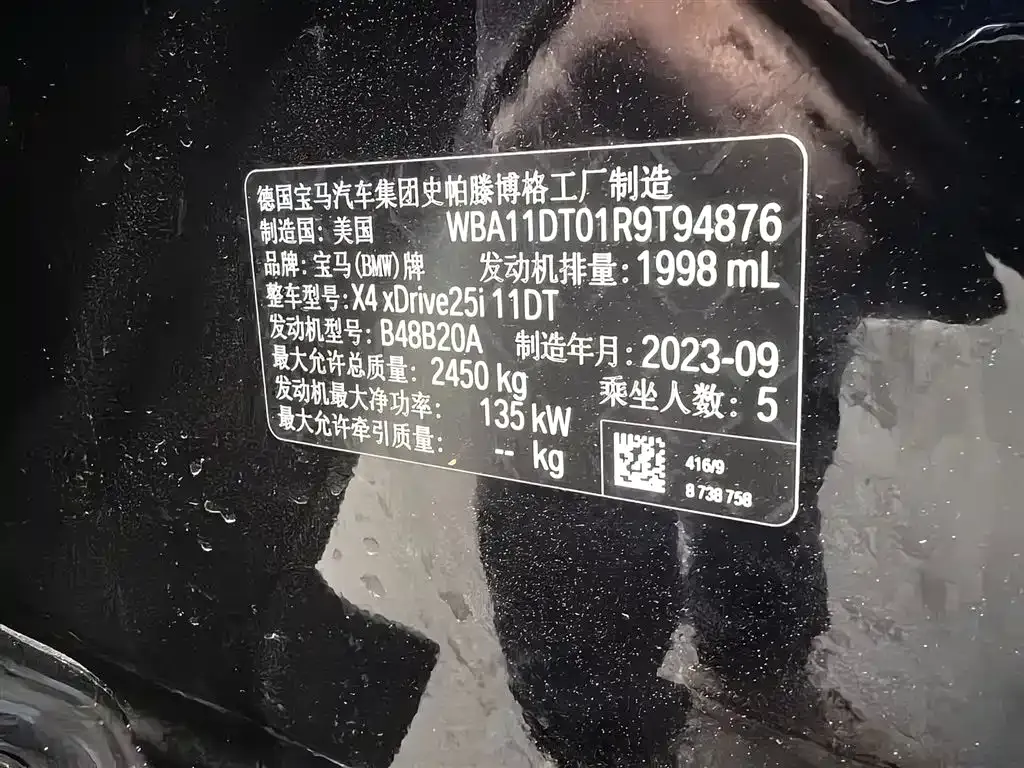 德国宝马汽车集团史帕滕博格工厂制造
制造国: 美国 WBA11DT01R9T94876
品牌: 宝马(BMW)牌 发动机排量: 1998 mL
整车型号: X4 xDrive25i 11DT
发动机型号: B48B20A 制造年月: 2023-09
最大允许总质量: 2450 kg 乘坐人数: 5
发动机最大净功率: 135 kW
最大允许牵引质量: -- kg
416/9
8 738 758